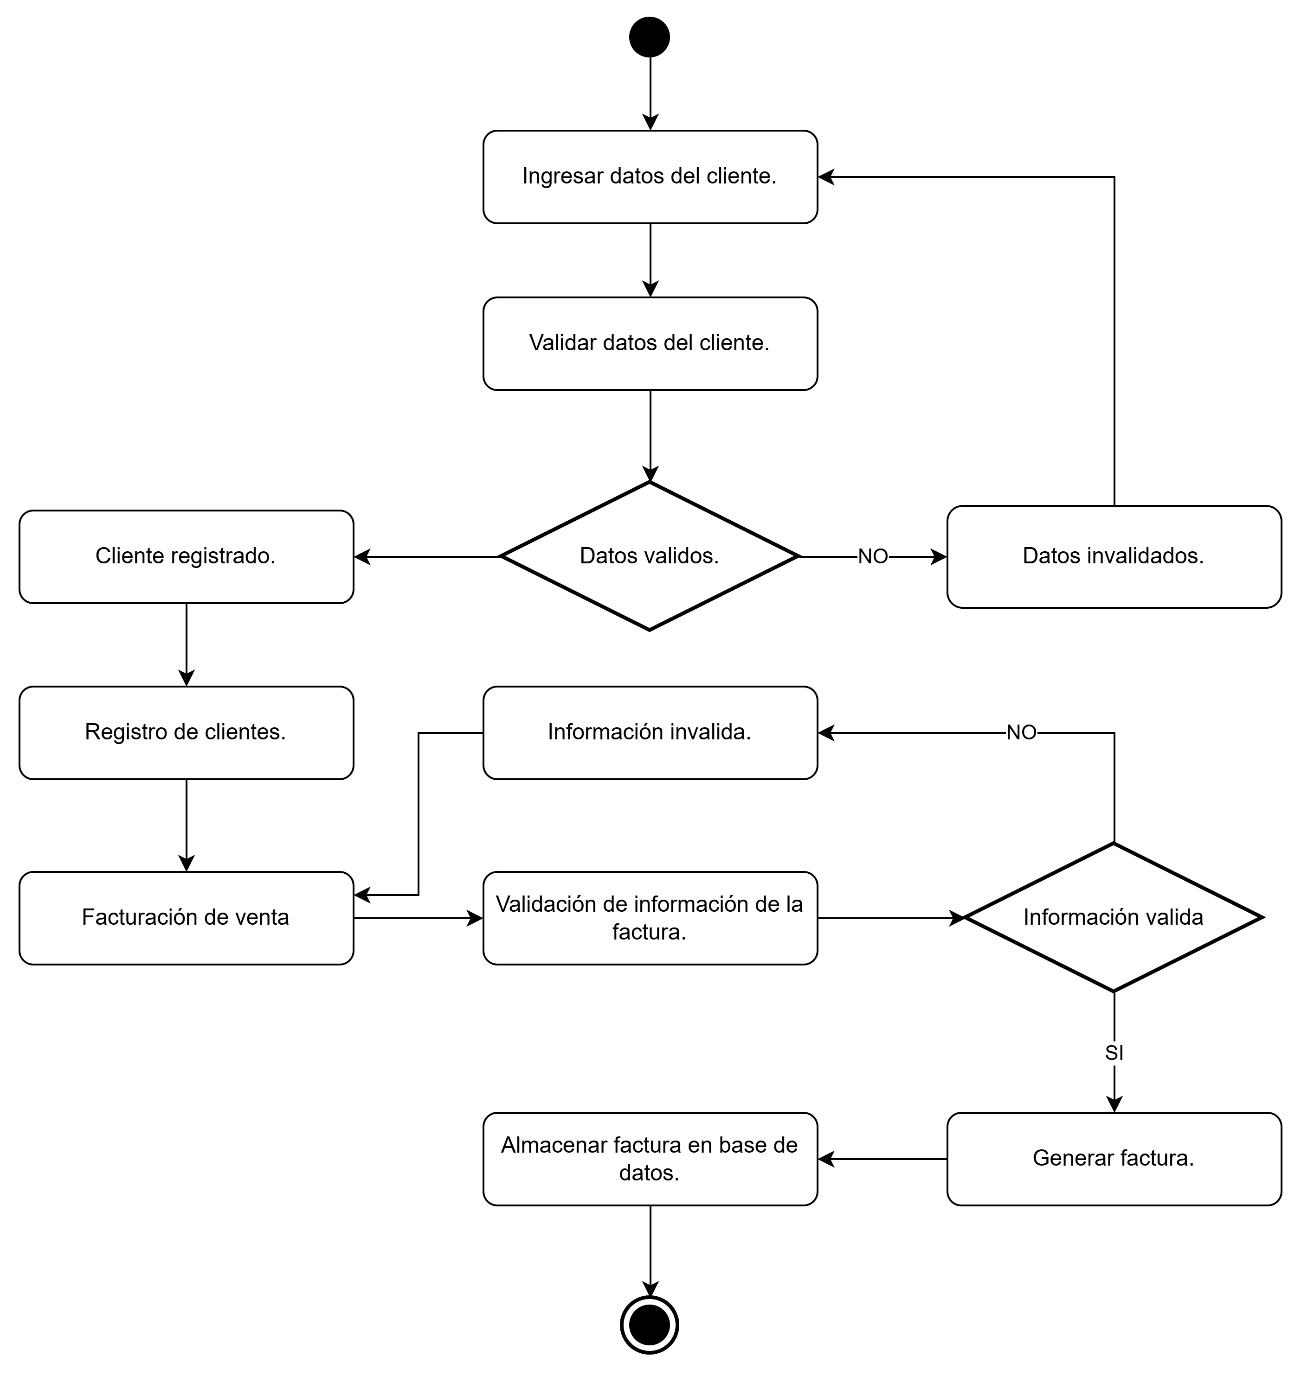 Ingresar datos del cliente.
Validar datos del cliente.
Cliente registrado.
Datos validos.
NO
Datos invalidados.
Registro de clientes.
Información invalida.
NO
Facturación de venta
Validación de información de la
factura.
Información valida
SI
Almacenar factura en base de
datos.
Generar factura.